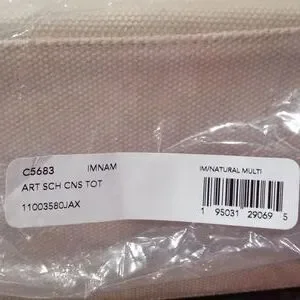 C5683 IMNAM IM/NATURAL MULTI
ART SCH CNS TOT
11003580JAX
1 95031 29069 5